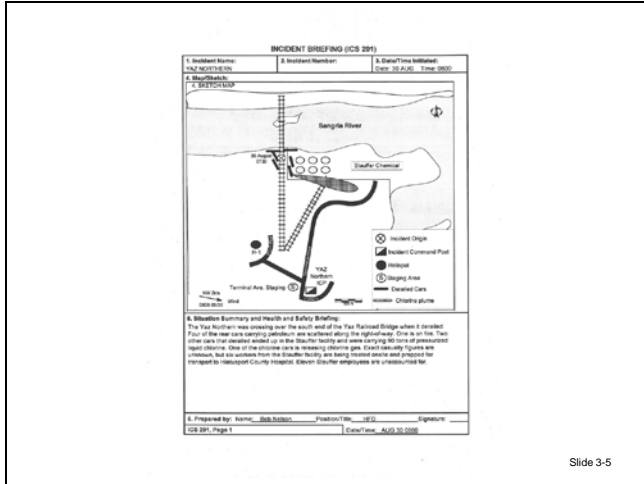 INCIDENT BRIEFING (ICS 201)
1. Incident Name: 2. Incident Number: 3. Date/Time Initiated:
YAZ NORTHERN Date: 30 AUG Time: 0600
4. Map/Sketch:
4. SKETCH MAP
Sangria River
30 August
Stauffer Chemical
Incident Origin
Incident Command Post
H-1
Helispot
YAZ
Northern
ICP
Terminal Ave. Staging S
S Staging Area
Derailed Cars
Wind
Chlorine plume
Situation Summary and Health and Safety Briefing:
The Yaz Northern was crossing over the south end of the Yaz Railroad Bridge when it derailed.
Four of the rear cars carrying petroleum are scattered along the right-of-way. One is on fire. Two
other cars that derailed ended up in the Stauffer facility and were carrying 90 tons of pressurized
liquid chlorine. One of the chlorine cars is releasing chlorine gas. Exact casualty figures are
unknown, but six workers from the Stauffer facility are being treated onsite and prepped for
transport to County Hospital. Eleven Stauffer employees are unaccounted for.
Prepared by: Name: Bob Nelson Position/Title: Signature:
ICS 201, Page 1 Date/Time: AUG 30
Slide 3-5